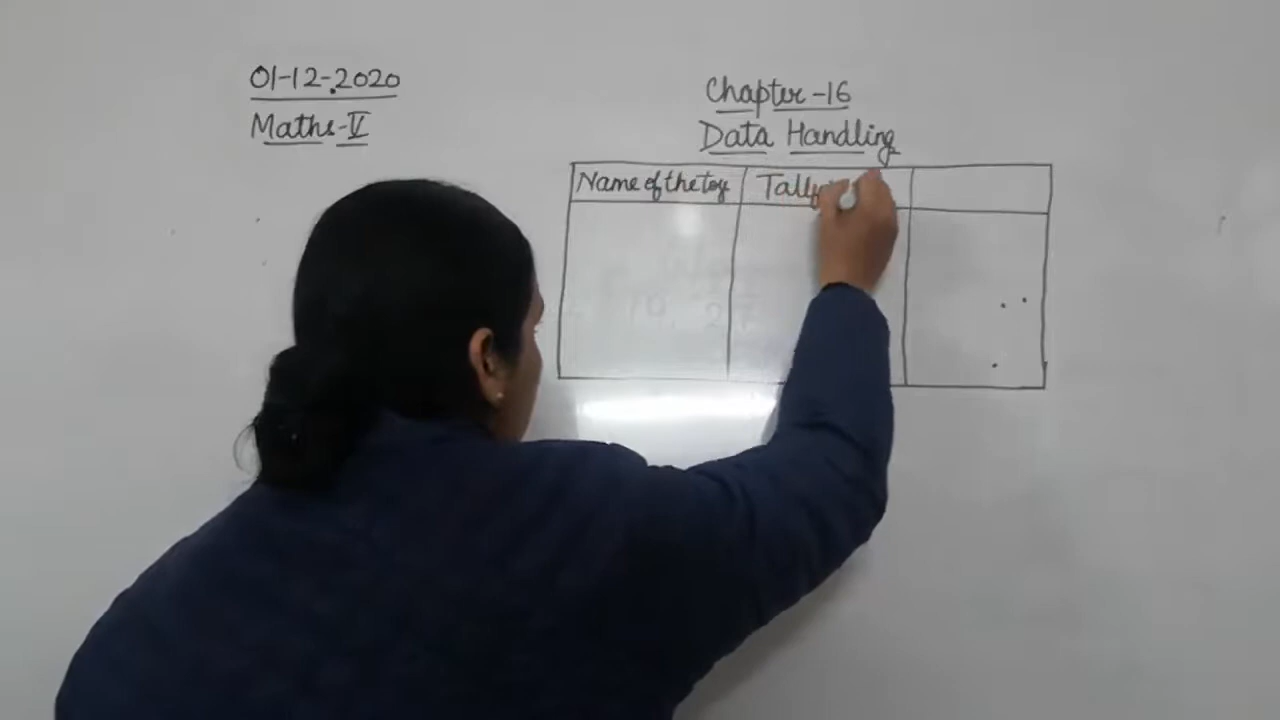 01-12-2020
Maths-V
Chapter-16
Data Handling
Name of the toy
Tally